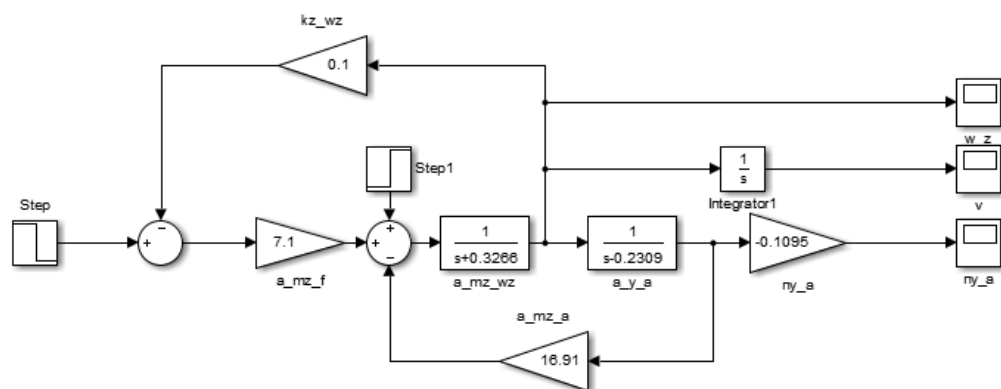 kz_wz
0.1
w_z
Step1
1
s
Integrator1
v
Step
+
−
7.1
a_mz_f
+
+
−
1
s+0.3266
a_mz_wz
1
s-0.2309
a_y_a
-0.1095
ny_a
ny_a
a_mz_a
16.91